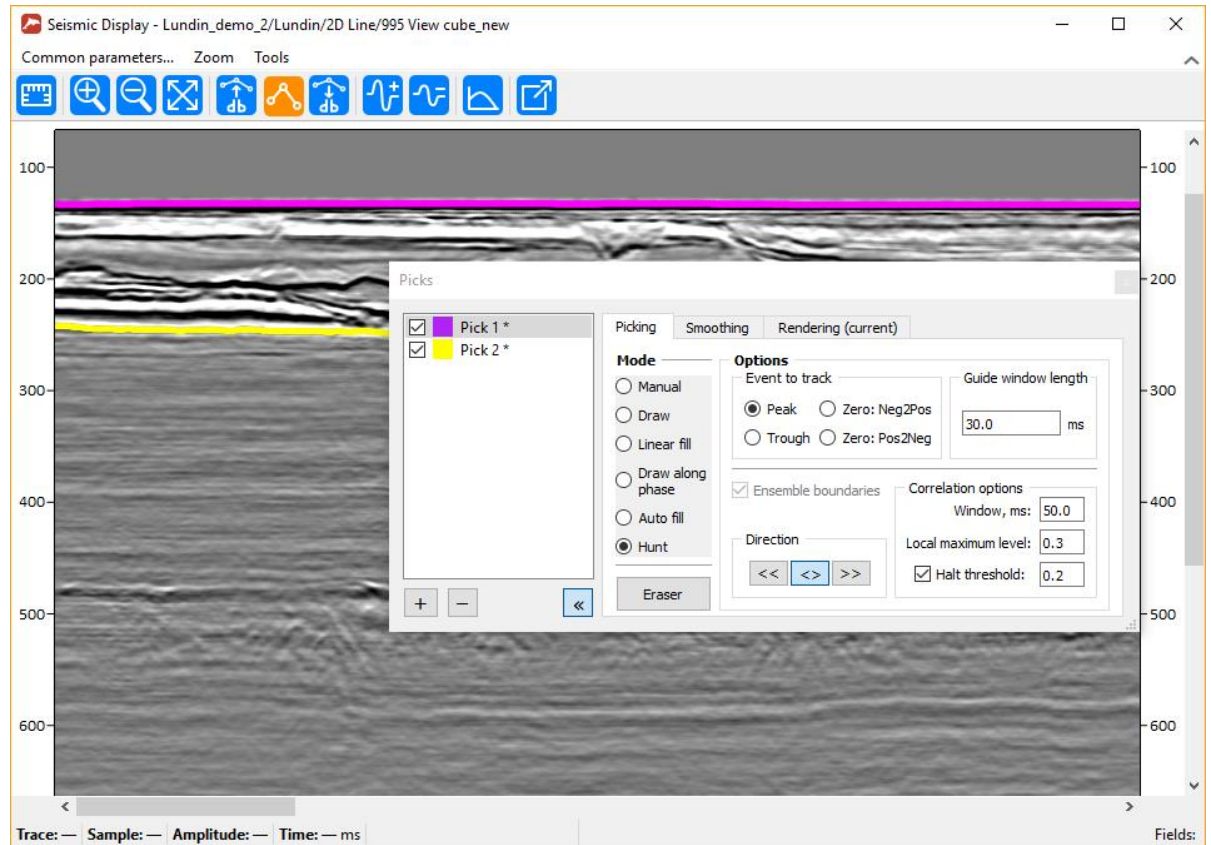 Seismic Display - Lundin_demo_2/Lundin/2D Line/995 View cube_new
Common parameters... Zoom Tools
db db
100 100
200 200
300 300
400 400
500 500
600 600
Picks
Pick 1 *
Pick 2 *
+ − «
Picking Smoothing Rendering (current)
Mode
Manual
Draw
Linear fill
Draw along
phase
Auto fill
Hunt
Eraser
Options
Event to track
Peak Zero: Neg2Pos
Trough Zero: Pos2Neg
Guide window length
30.0 ms
Ensemble boundaries
Direction
<< <> >>
Correlation options
Window, ms: 50.0
Local maximum level: 0.3
Halt threshold: 0.2
Trace: — Sample: — Amplitude: — Time: — ms Fields: